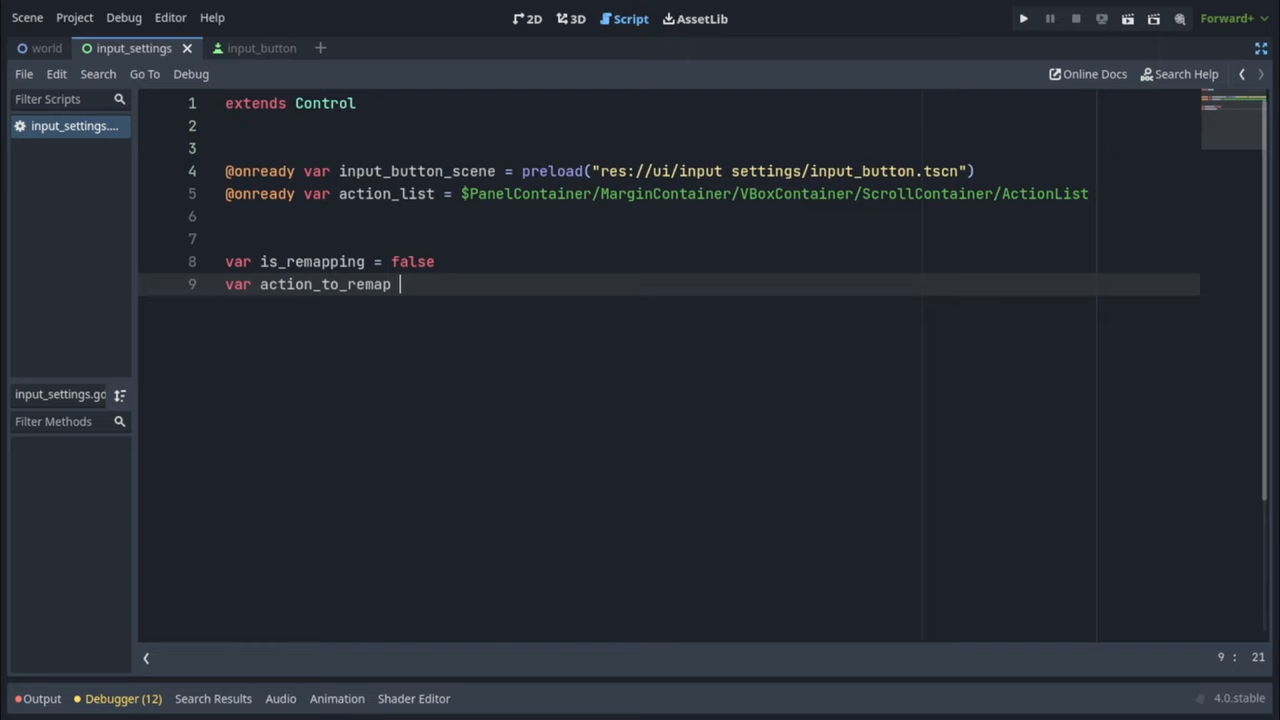 Scene Project Debug Editor Help 2D 3D Script AssetLib Forward+
world input_settings input_button
File Edit Search Go To Debug Online Docs Search Help
Filter Scripts
input_settings....
input_settings.gd
Filter Methods
1 extends Control
2
3
4 @onready var input_button_scene = preload("res://ui/input settings/input_button.tscn")
5 @onready var action_list = $PanelContainer/MarginContainer/VBoxContainer/ScrollContainer/ActionList
6
7
8 var is_remapping = false
9 var action_to_remap
9 : 21
Output Debugger (12) Search Results Audio Animation Shader Editor 4.0.stable